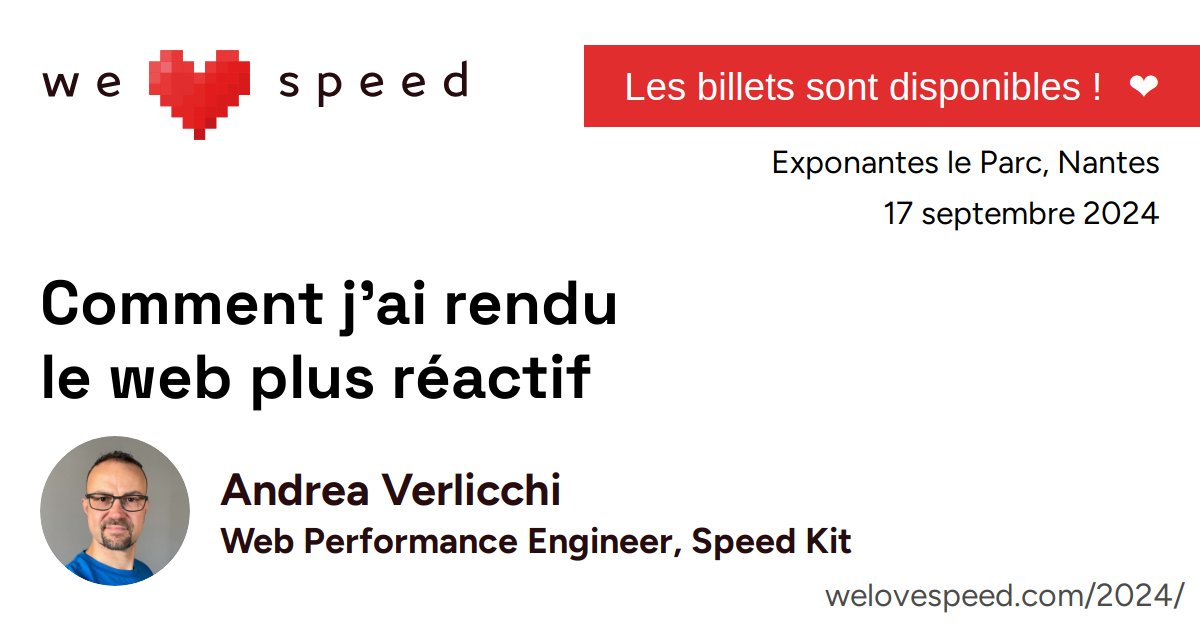 we speed
Les billets sont disponibles ! ❤
Exponantes le Parc, Nantes
17 septembre 2024
Comment j’ai rendu
le web plus réactif
Andrea Verlicchi
Web Performance Engineer, Speed Kit
welovespeed.com/2024/